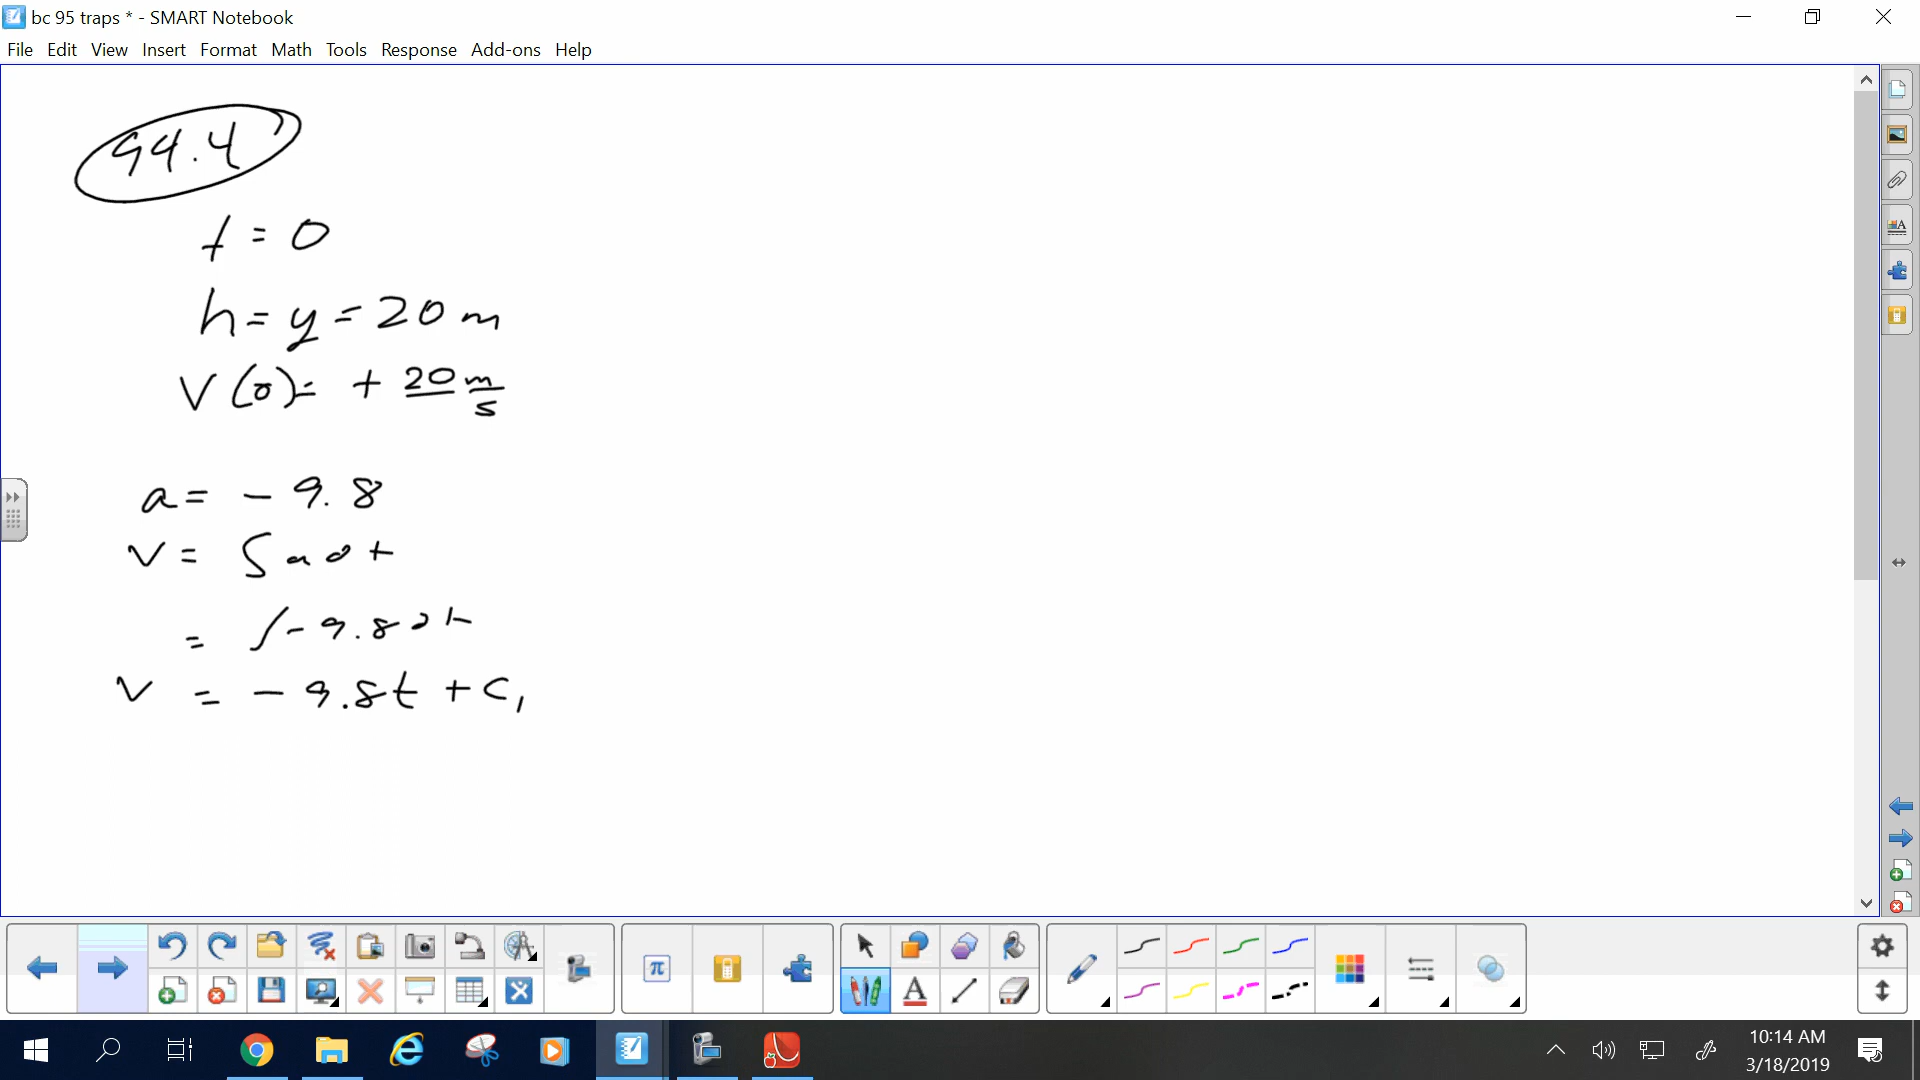 bc 95 traps * - SMART Notebook
File Edit View Insert Format Math Tools Response Add-ons Help
94.4
t = 0
h = y = 20 m
V(0) = + 20 m/s
a = - 9.8
v = ∫ a dt
= ∫ - 9.8 dt
v = - 9.8t + C₁
π
A
10:14 AM
3/18/2019